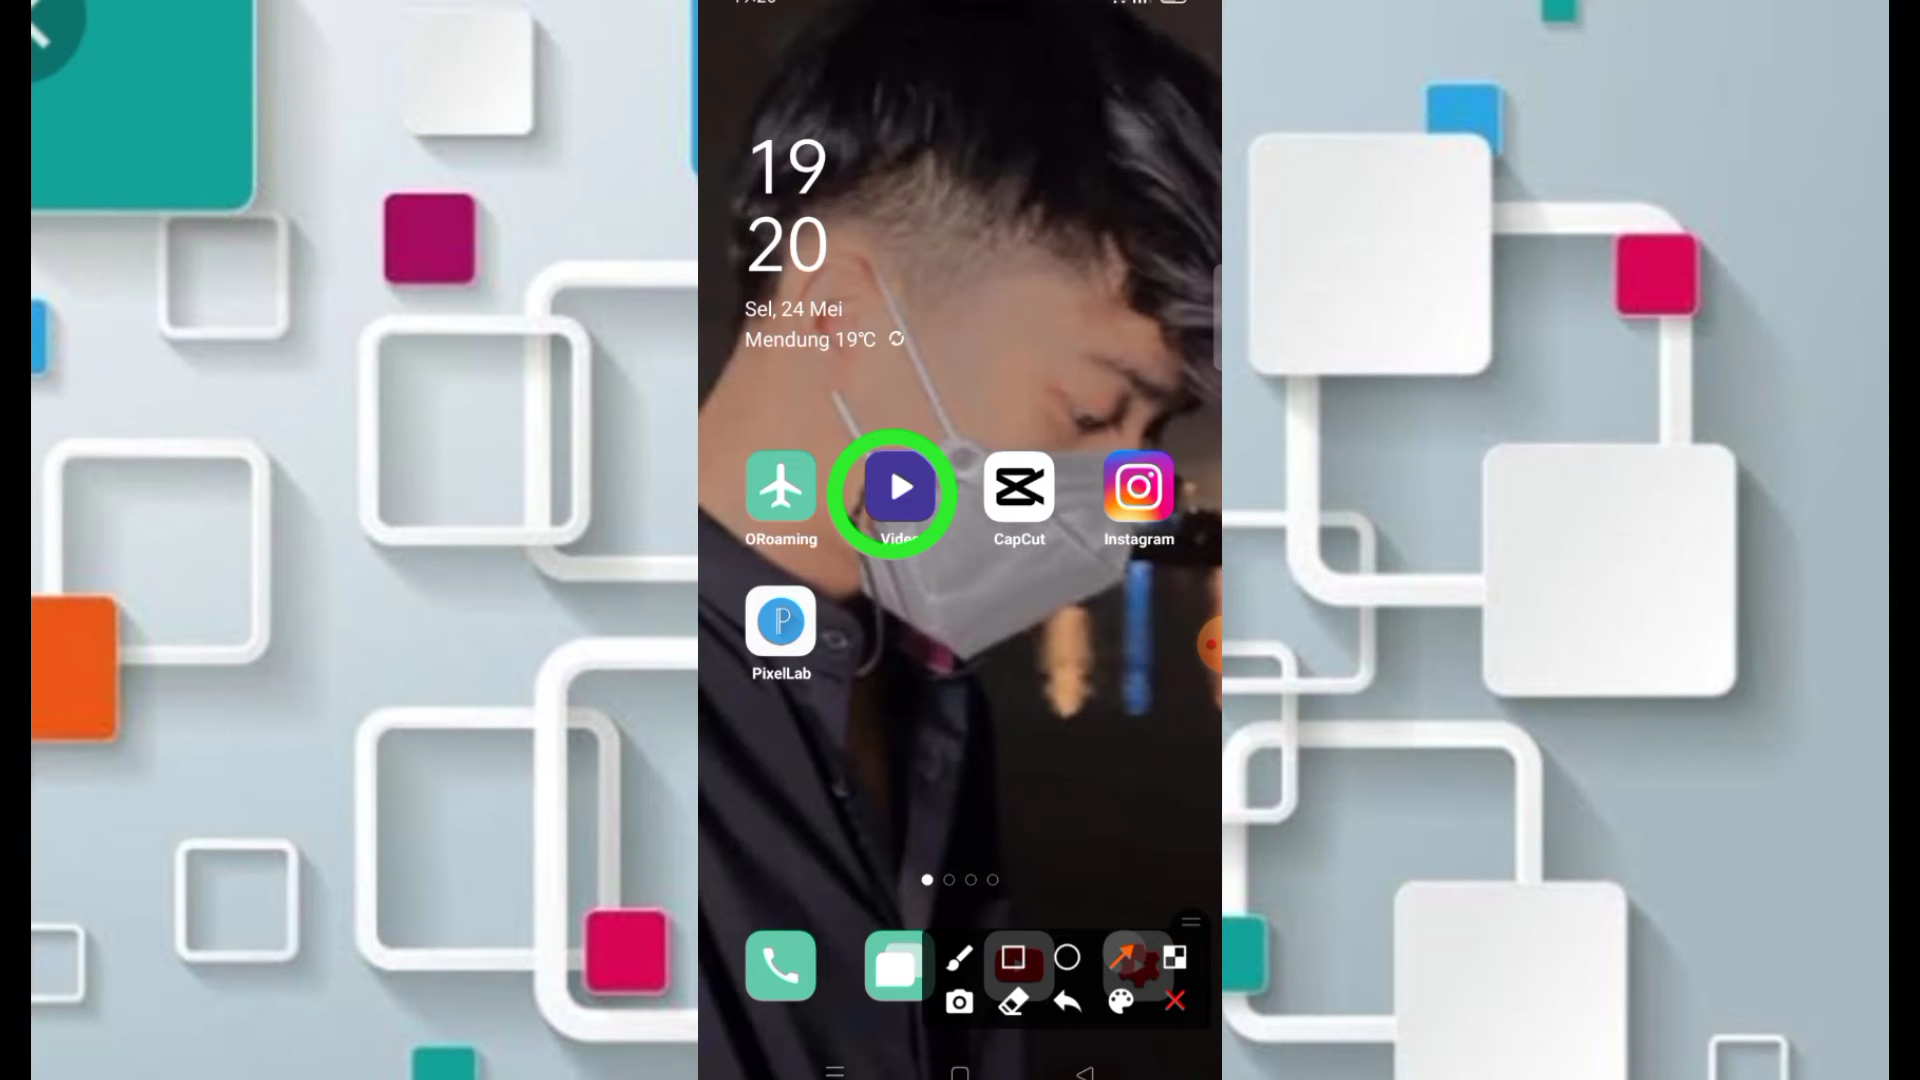 19
20
Sel, 24 Mei
Mendung 19°C
ORoaming
CapCut
Instagram
PixelLab